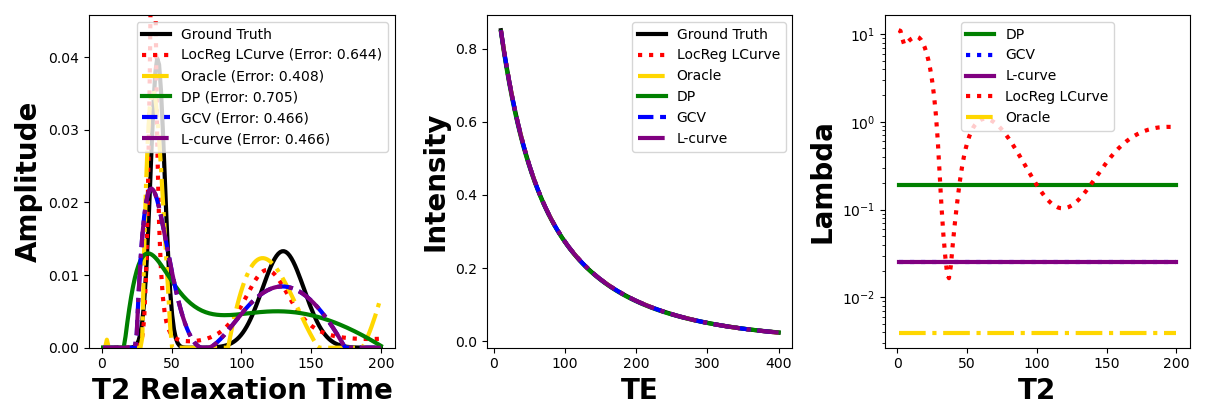 Amplitude
0.04
0.03
0.02
0.01
0.00
Ground Truth
LocReg LCurve (Error: 0.644)
Oracle (Error: 0.408)
DP (Error: 0.705)
GCV (Error: 0.466)
L-curve (Error: 0.466)
0 50 100 150 200
T2 Relaxation Time
Intensity
0.8
0.6
0.4
0.2
0.0
Ground Truth
LocReg LCurve
Oracle
DP
GCV
L-curve
0 100 200 300 400
TE
Lambda
10¹
10⁰
10⁻¹
10⁻²
DP
GCV
L-curve
LocReg LCurve
Oracle
0 50 100 150 200
T2